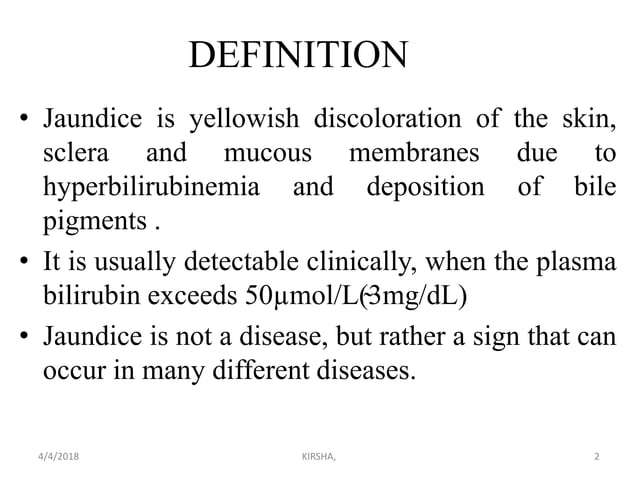 DEFINITION
• Jaundice is yellowish discoloration of the skin,
sclera and mucous membranes due to
hyperbilirubinemia and deposition of bile
pigments .
• It is usually detectable clinically, when the plasma
bilirubin exceeds 50µmol/L(~3mg/dL)
• Jaundice is not a disease, but rather a sign that can
occur in many different diseases.
4/4/2018 KIRSHA, 2